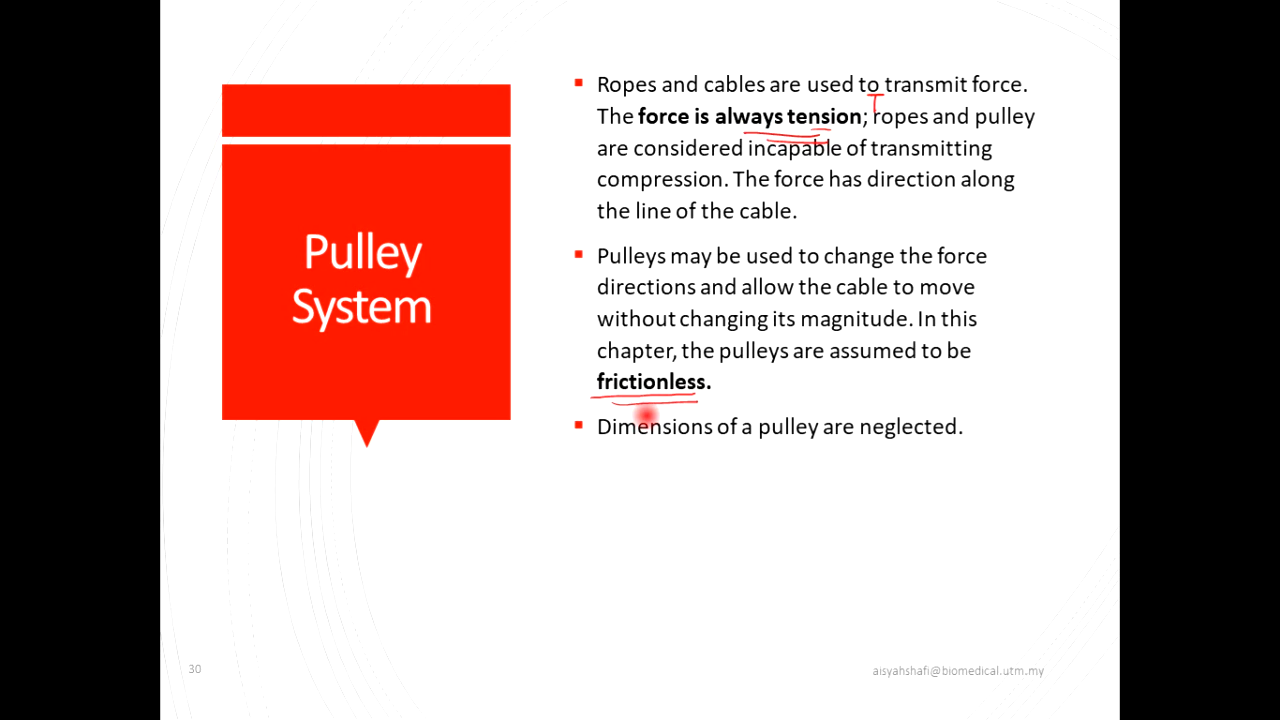 Pulley
System
Ropes and cables are used to transmit force.
The force is always tension; ropes and pulley
are considered incapable of transmitting
compression. The force has direction along
the line of the cable.
Pulleys may be used to change the force
directions and allow the cable to move
without changing its magnitude. In this
chapter, the pulleys are assumed to be
frictionless.
Dimensions of a pulley are neglected.
T
30
aisyahshafi@biomedical.utm.my